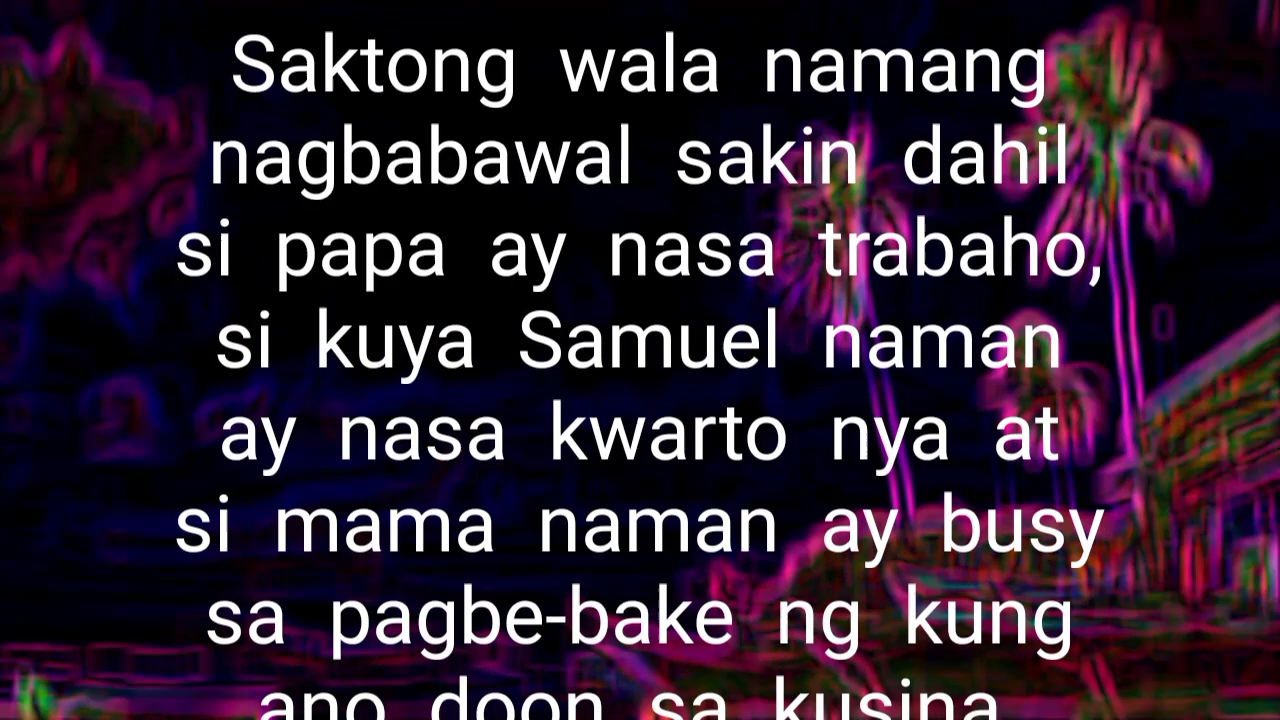 Saktong wala namang
nagbabawal sakin dahil
si papa ay nasa trabaho,
si kuya Samuel naman
ay nasa kwarto nya at
si mama naman ay busy
sa pagbe-bake ng kung
ano doon sa kusina